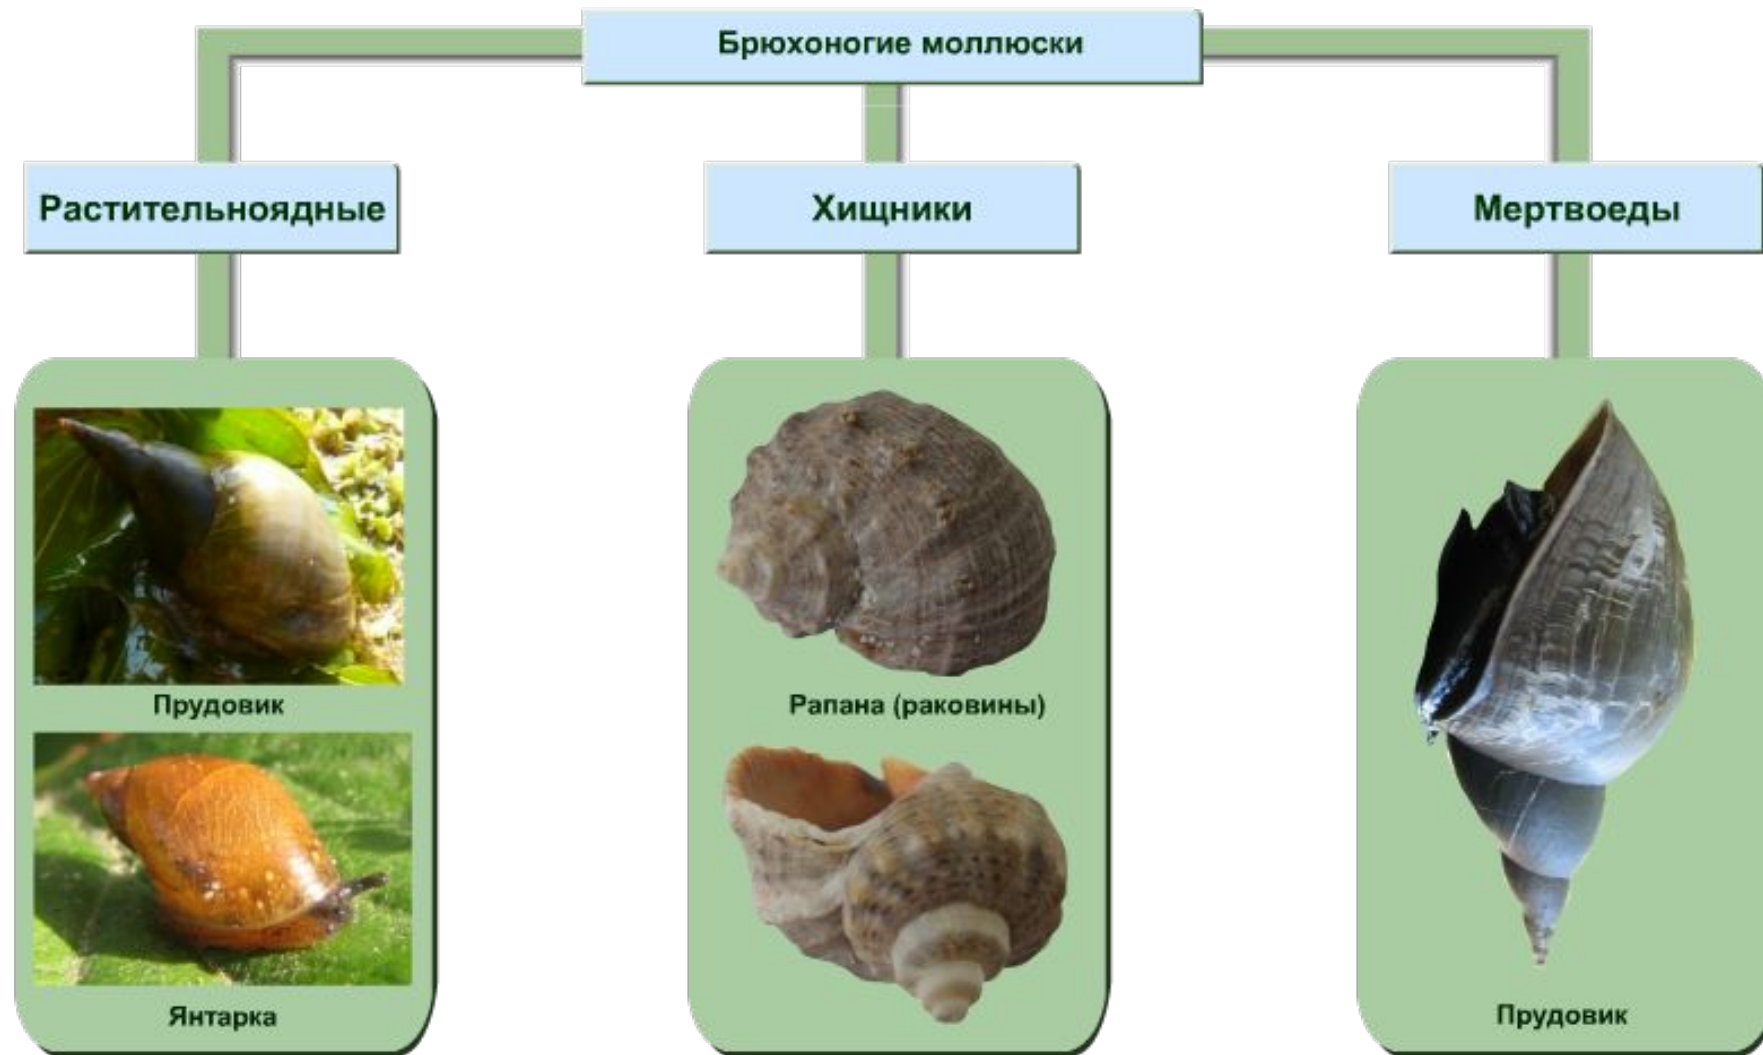 Брюхоногие моллюски
Растительноядные
Хищники
Мертвоеды
Прудовик
Янтарка
Рапана (раковины)
Прудовик